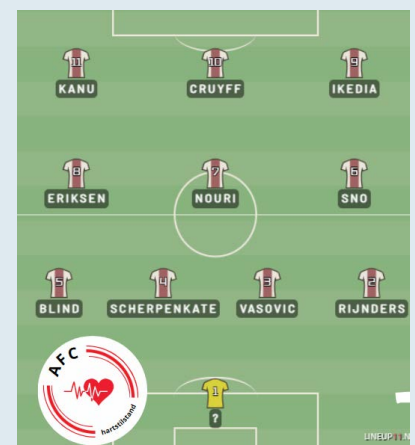 11 10 9
KANU CRUYFF IKEDIA
8 7 6
ERIKSEN NOURI SNO
5 4 3 2
BLIND SCHERPENKATE VASOVIC RIJNDERS
AFC
hartstilstand
1
?